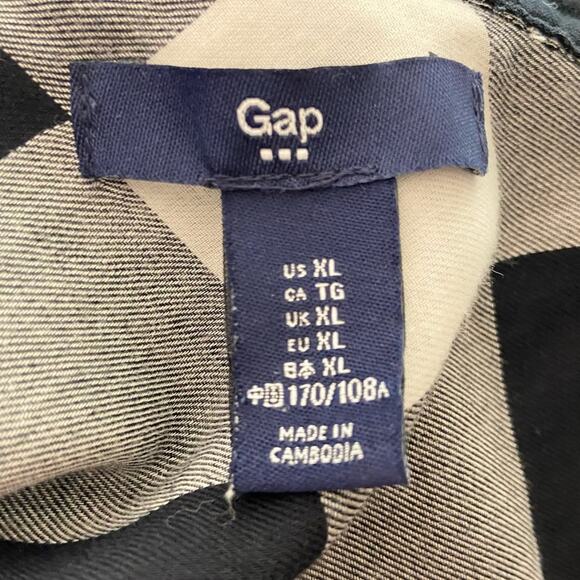 Gap
US XL
CA TG
UK XL
EU XL
日本 XL
中国 170/108A
MADE IN
CAMBODIA